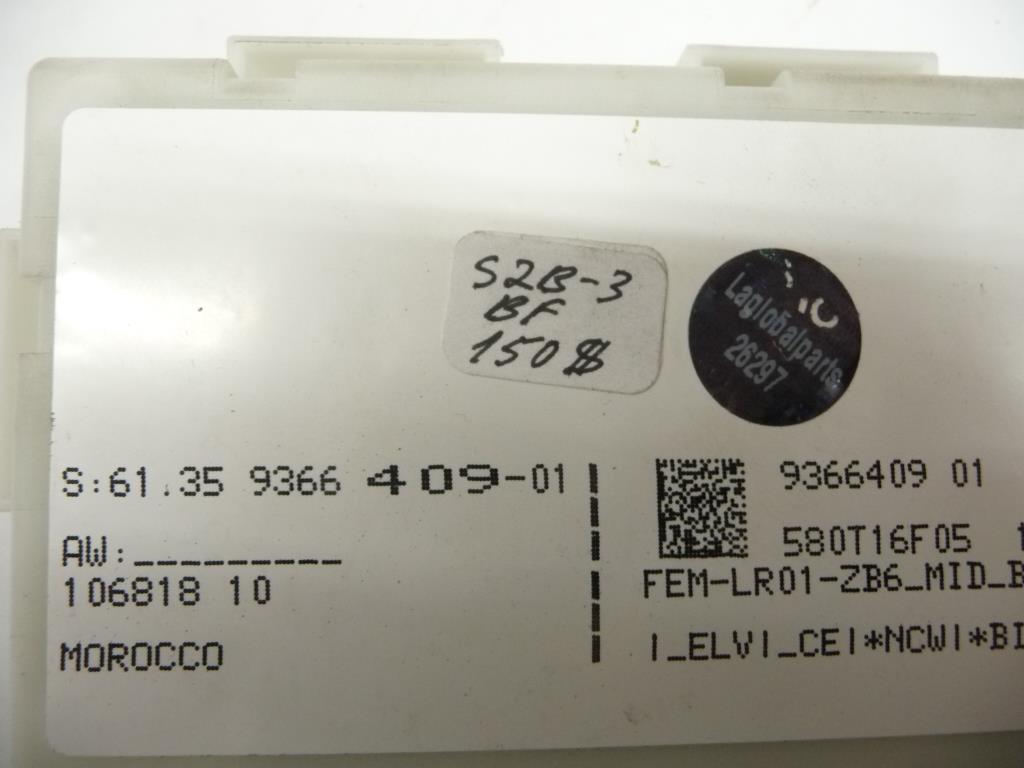 S2B-3
BF
150$
Laglobalparts
26297
S:61.35 9366 409-01
AW:_________
106818 10
MOROCCO
9366409 01
580T16F05
FEM-LR01-ZB6_MID_B
|_ELV|_CE|*NCW|*BI